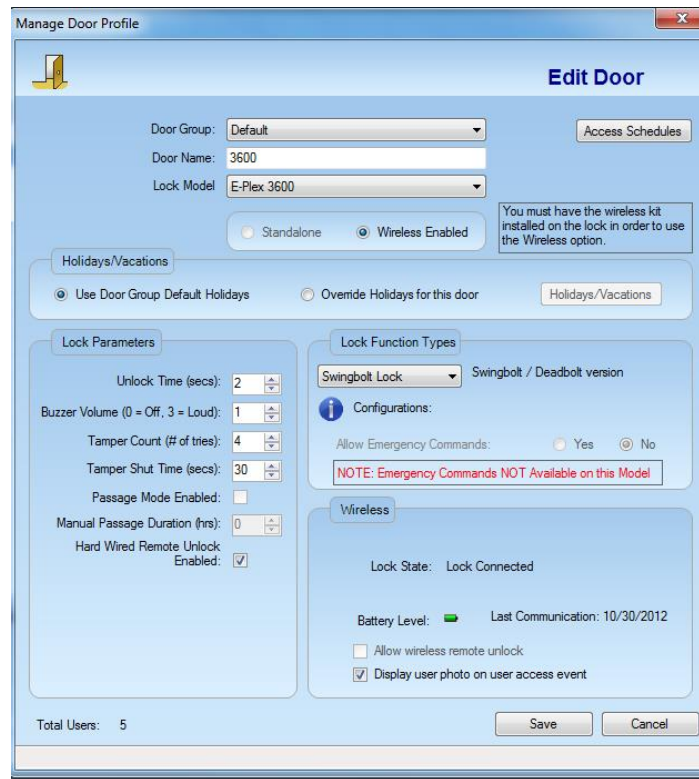 Manage Door Profile
X
Edit Door
Door Group:
Default
Access Schedules
Door Name:
3600
Lock Model
E-Plex 3600
Standalone
Wireless Enabled
You must have the wireless kit
installed on the lock in order to use
the Wireless option.
Holidays/Vacations
Use Door Group Default Holidays
Override Holidays for this door
Holidays/Vacations
Lock Parameters
Unlock Time (secs):
2
Buzzer Volume (0 = Off, 3 = Loud):
1
Tamper Count (# of tries):
4
Tamper Shut Time (secs):
30
Passage Mode Enabled:
Manual Passage Duration (hrs):
0
Hard Wired Remote Unlock
Enabled:
Lock Function Types
Swingbolt Lock
Swingbolt / Deadbolt version
Configurations:
Allow Emergency Commands:
Yes
No
NOTE: Emergency Commands NOT Available on this Model
Wireless
Lock State: Lock Connected
Battery Level:
Last Communication: 10/30/2012
Allow wireless remote unlock
Display user photo on user access event
Total Users: 5
Save
Cancel